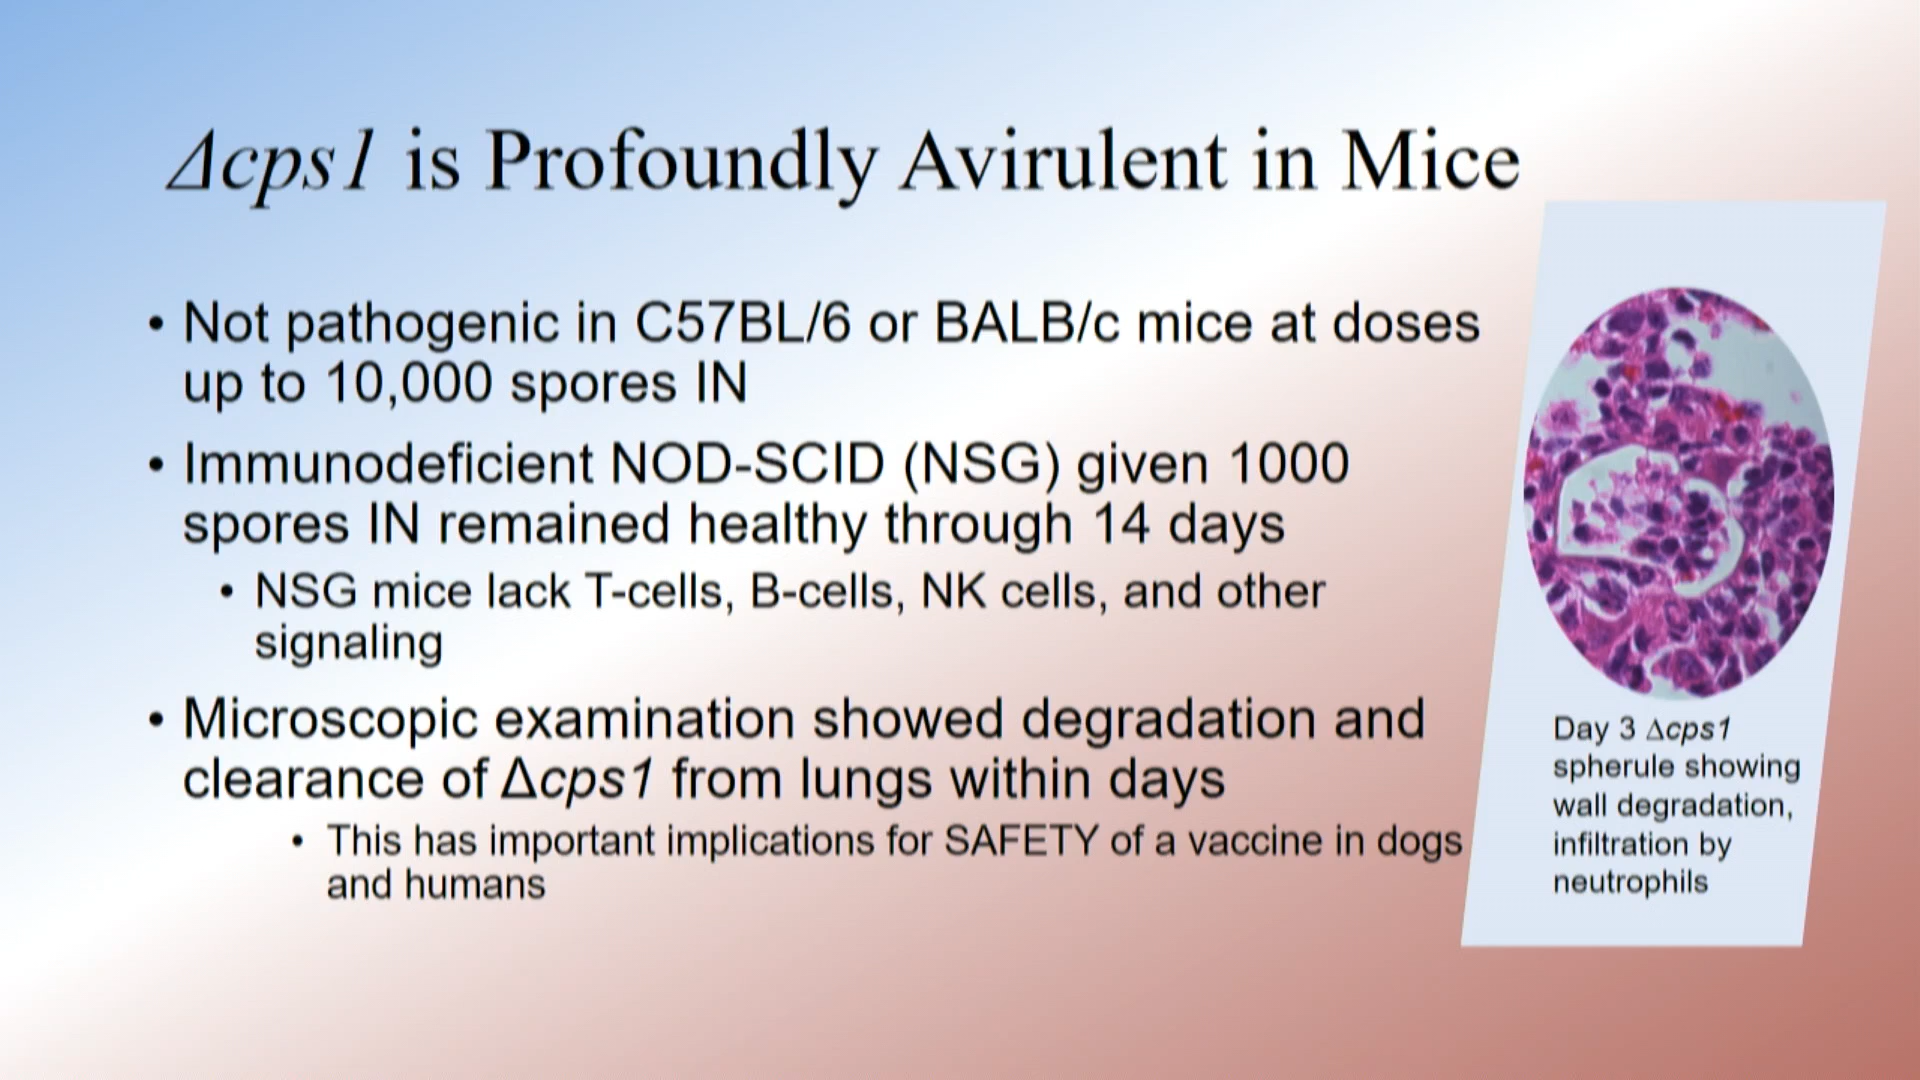 Δcps1 is Profoundly Avirulent in Mice
• Not pathogenic in C57BL/6 or BALB/c mice at doses
up to 10,000 spores IN
• Immunodeficient NOD-SCID (NSG) given 1000
spores IN remained healthy through 14 days
• NSG mice lack T-cells, B-cells, NK cells, and other
signaling
• Microscopic examination showed degradation and
clearance of Δcps1 from lungs within days
• This has important implications for SAFETY of a vaccine in dogs
and humans
Day 3 Δcps1
spherule showing
wall degradation,
infiltration by
neutrophils